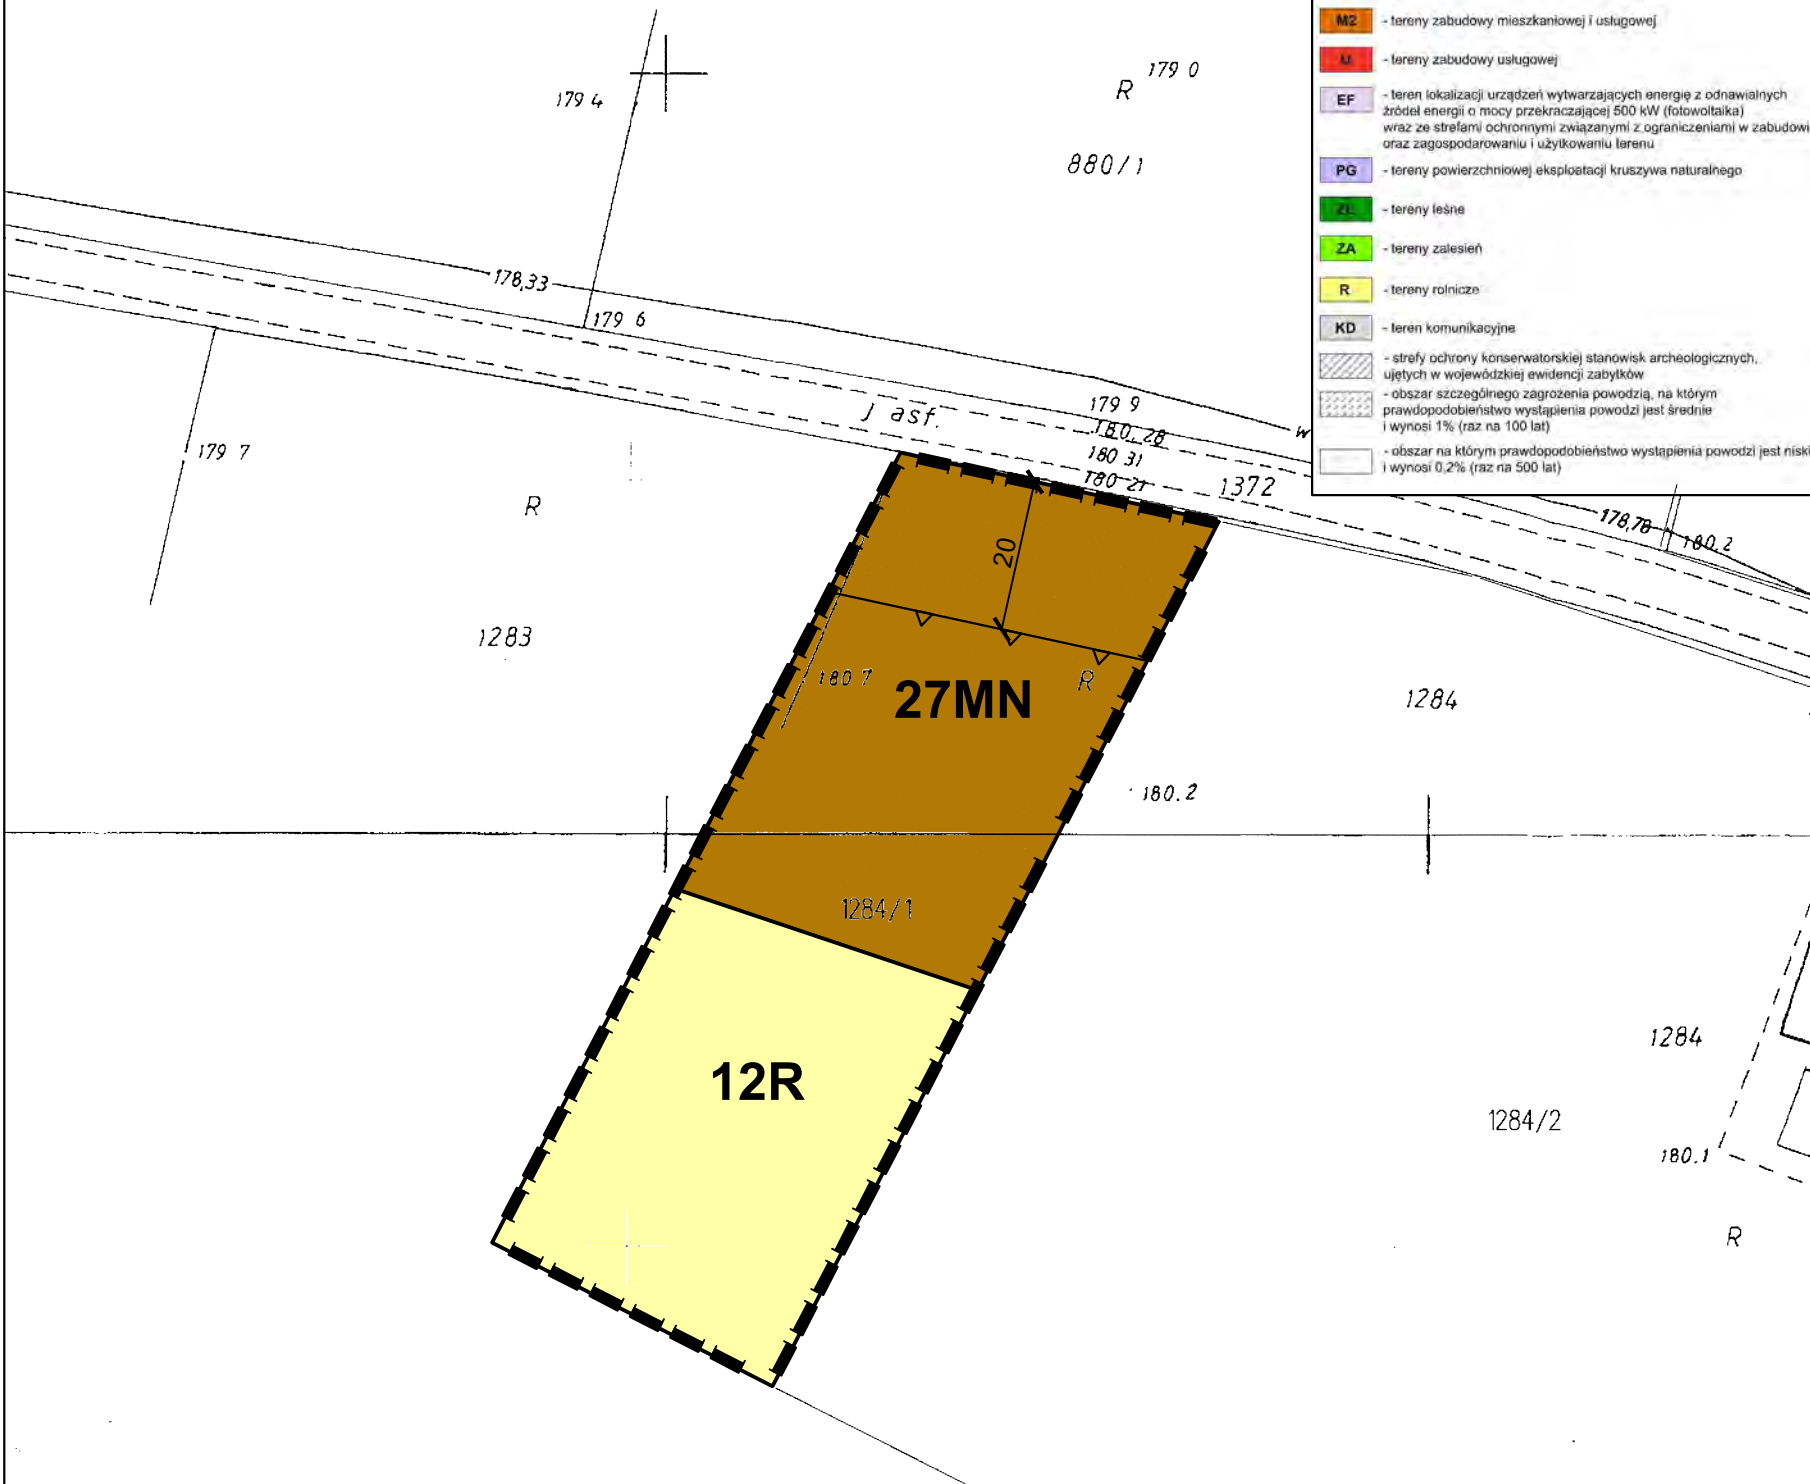 M2 - tereny zabudowy mieszkaniowej i usługowej
U - tereny zabudowy usługowej
EF - teren lokalizacji urządzeń wytwarzających energię z odnawialnych
źródeł energii o mocy przekraczającej 500 kW (fotowoltaika)
wraz ze strefami ochronnymi związanymi z ograniczeniami w zabudowi
oraz zagospodarowaniu i użytkowaniu terenu
PG - tereny powierzchniowej eksploatacji kruszywa naturalnego
ZL - tereny leśne
ZA - tereny zalesień
R - tereny rolnicze
KD - teren komunikacyjne
- strefy ochrony konserwatorskiej stanowisk archeologicznych,
ujętych w wojewódzkiej ewidencji zabytków
- obszar szczególnego zagrożenia powodzią, na którym
prawdopodobieństwo wystąpienia powodzi jest średnie
i wynosi 1% (raz na 100 lat)
- obszar na którym prawdopodobieństwo wystąpienia powodzi jest niski
i wynosi 0,2% (raz na 500 lat)
179 4
R 179 0
880/1
178,33
179 6
179 7
R
1283
j asf.
179 9
180,28
180 31
180 21
w
1372
178,78
180.2
20
180 7
27MN
R
1284
180.2
1284/1
12R
1284
1284/2
180.1
R